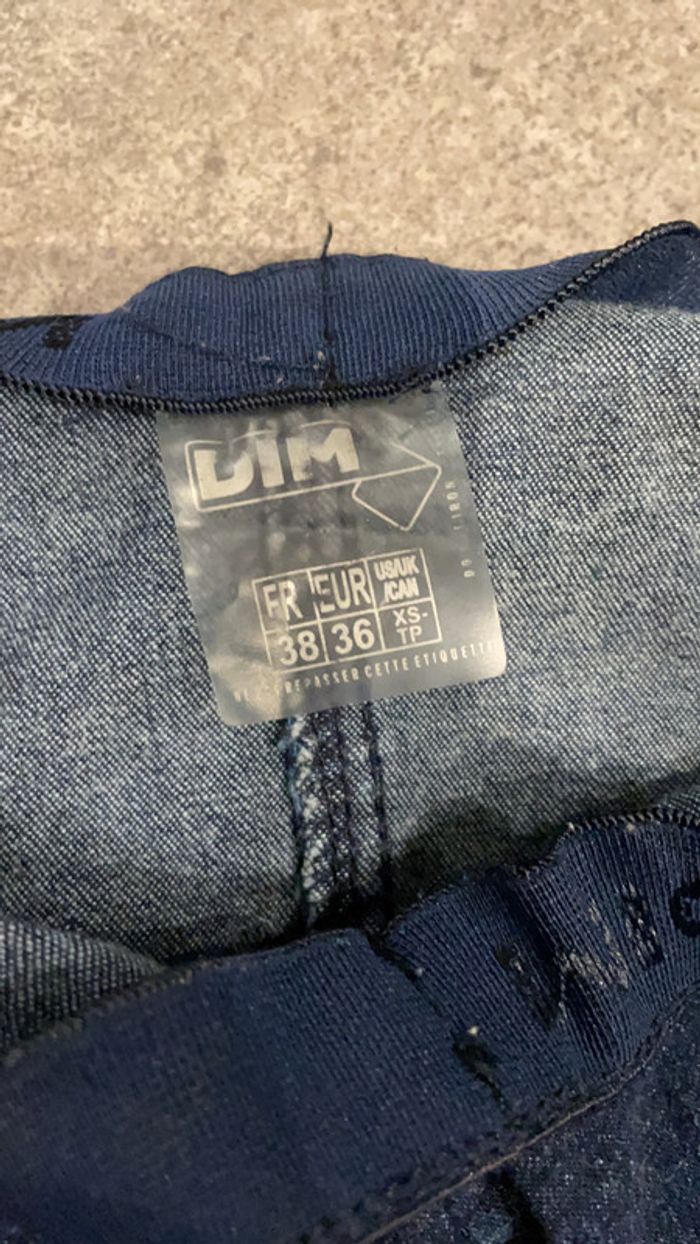 DIM
FR EUR US/UK/CAN
38 36 XS-TP
REPASSER CETTE ETIQUETTE